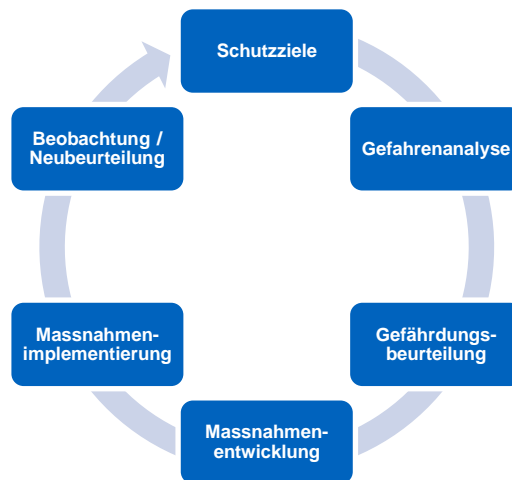 Schutzziele
Gefahrenanalyse
Gefährdungs-
beurteilung
Massnahmen-
entwicklung
Massnahmen-
implementierung
Beobachtung /
Neubeurteilung